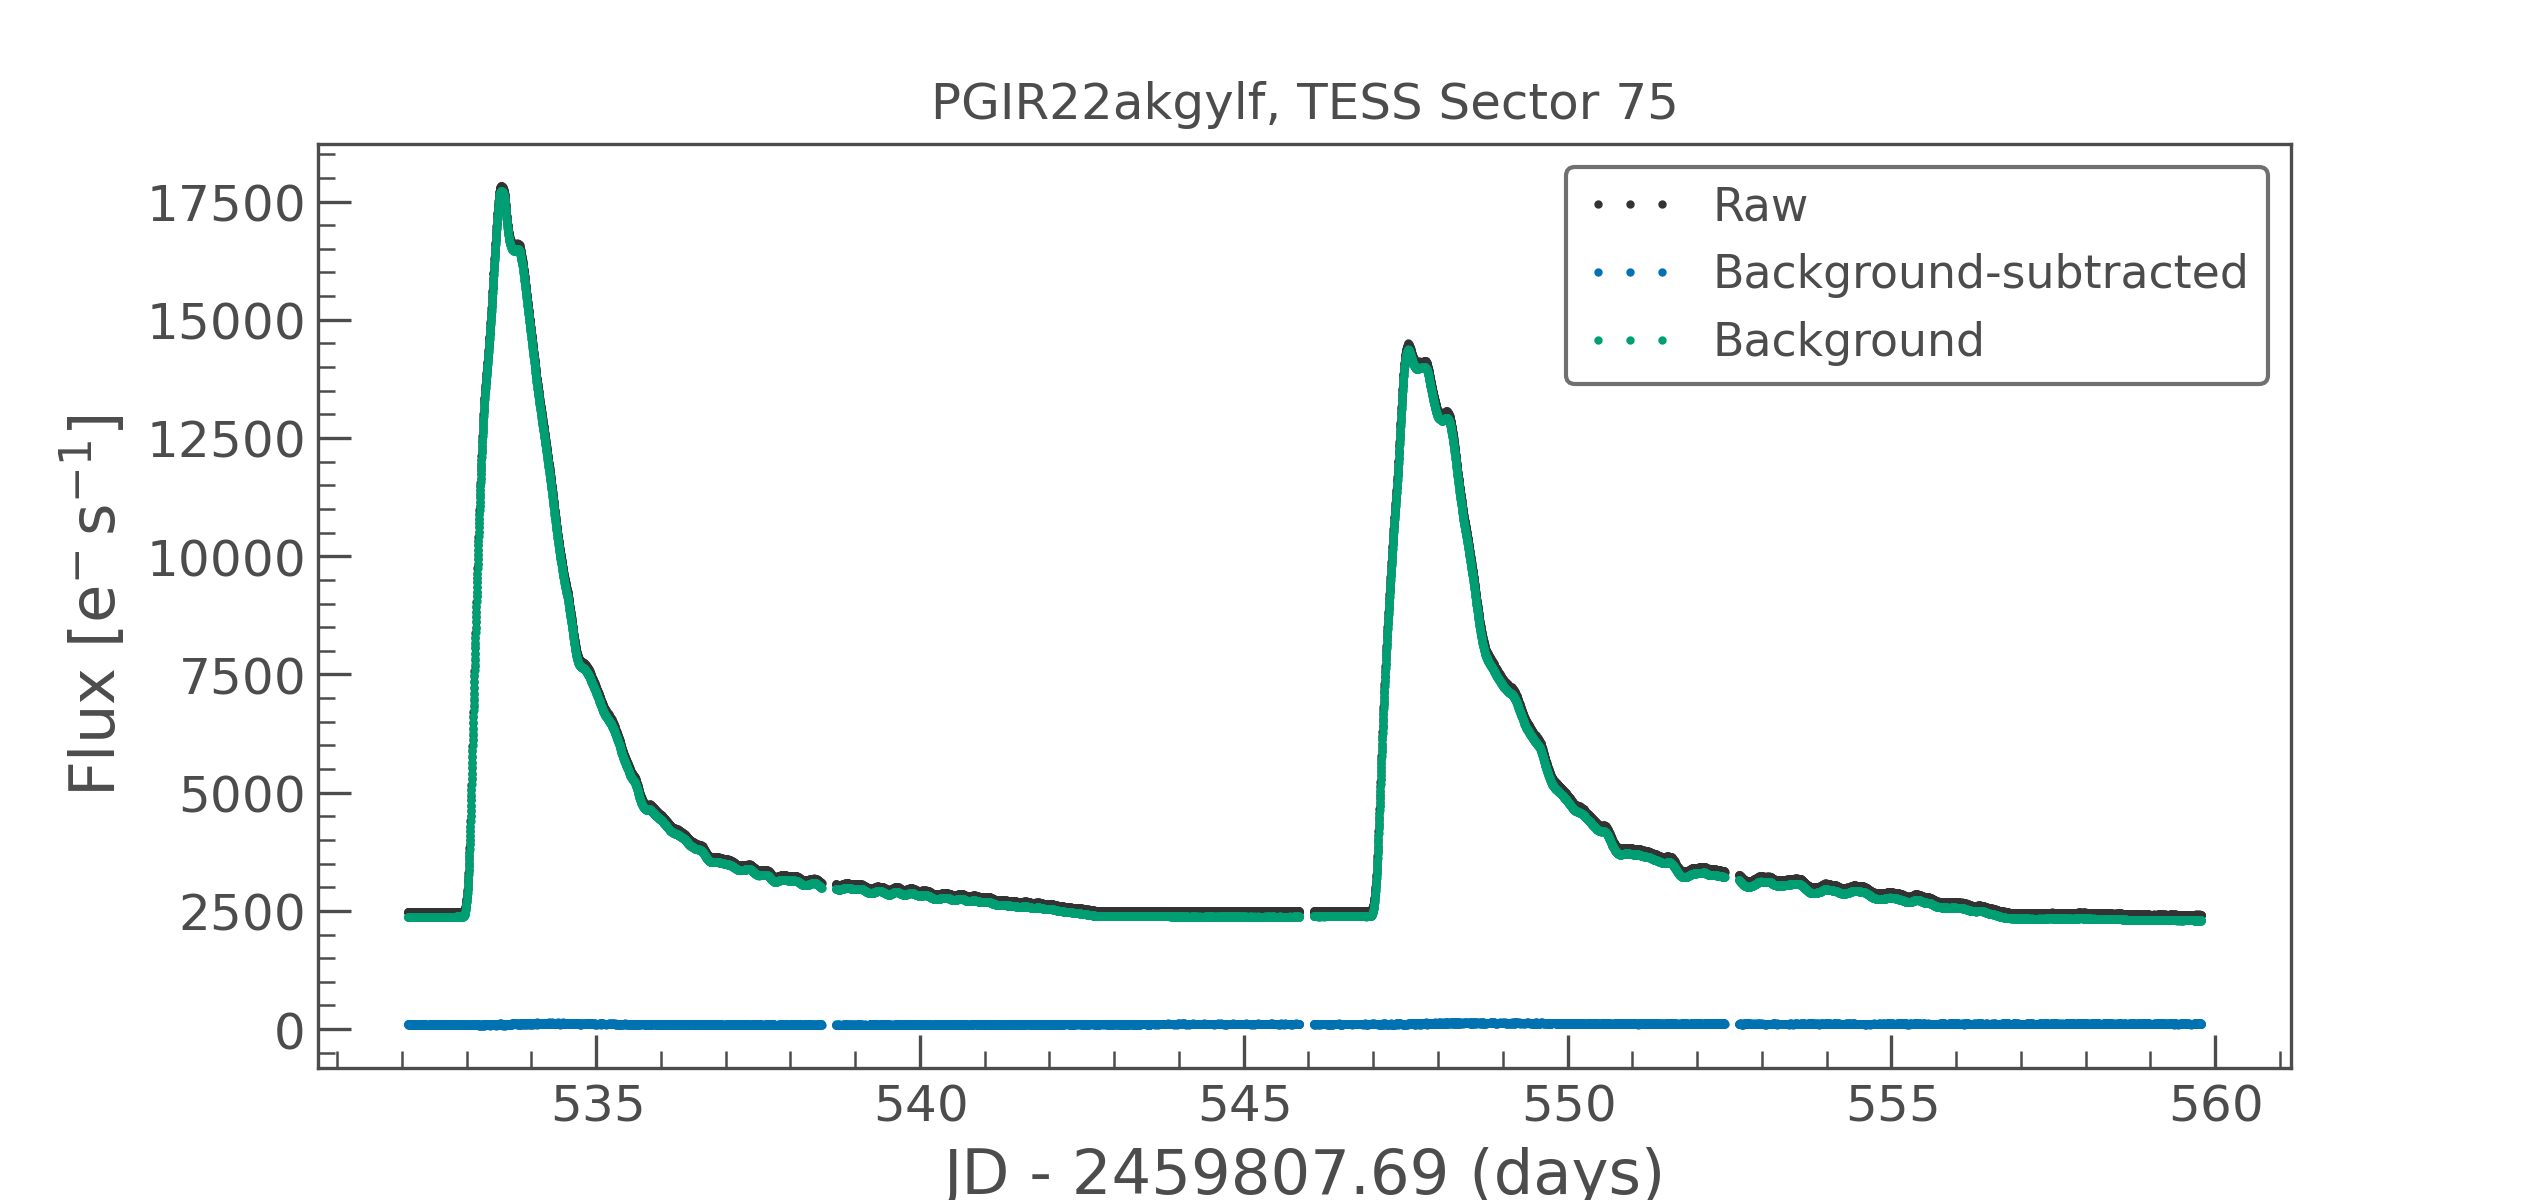 PGIR22akgylf, TESS Sector 75
Raw
Background-subtracted
Background
Flux [e⁻ s⁻¹]
17500
15000
12500
10000
7500
5000
2500
0
535 540 545 550 555 560
JD - 2459807.69 (days)